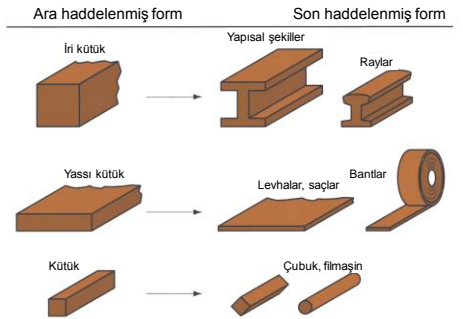 Ara haddelenmiş form
Son haddelenmiş form
İri kütük
Yapısal şekiller
Raylar
Yassı kütük
Levhalar, saçlar
Bantlar
Kütük
Çubuk, filmaşin